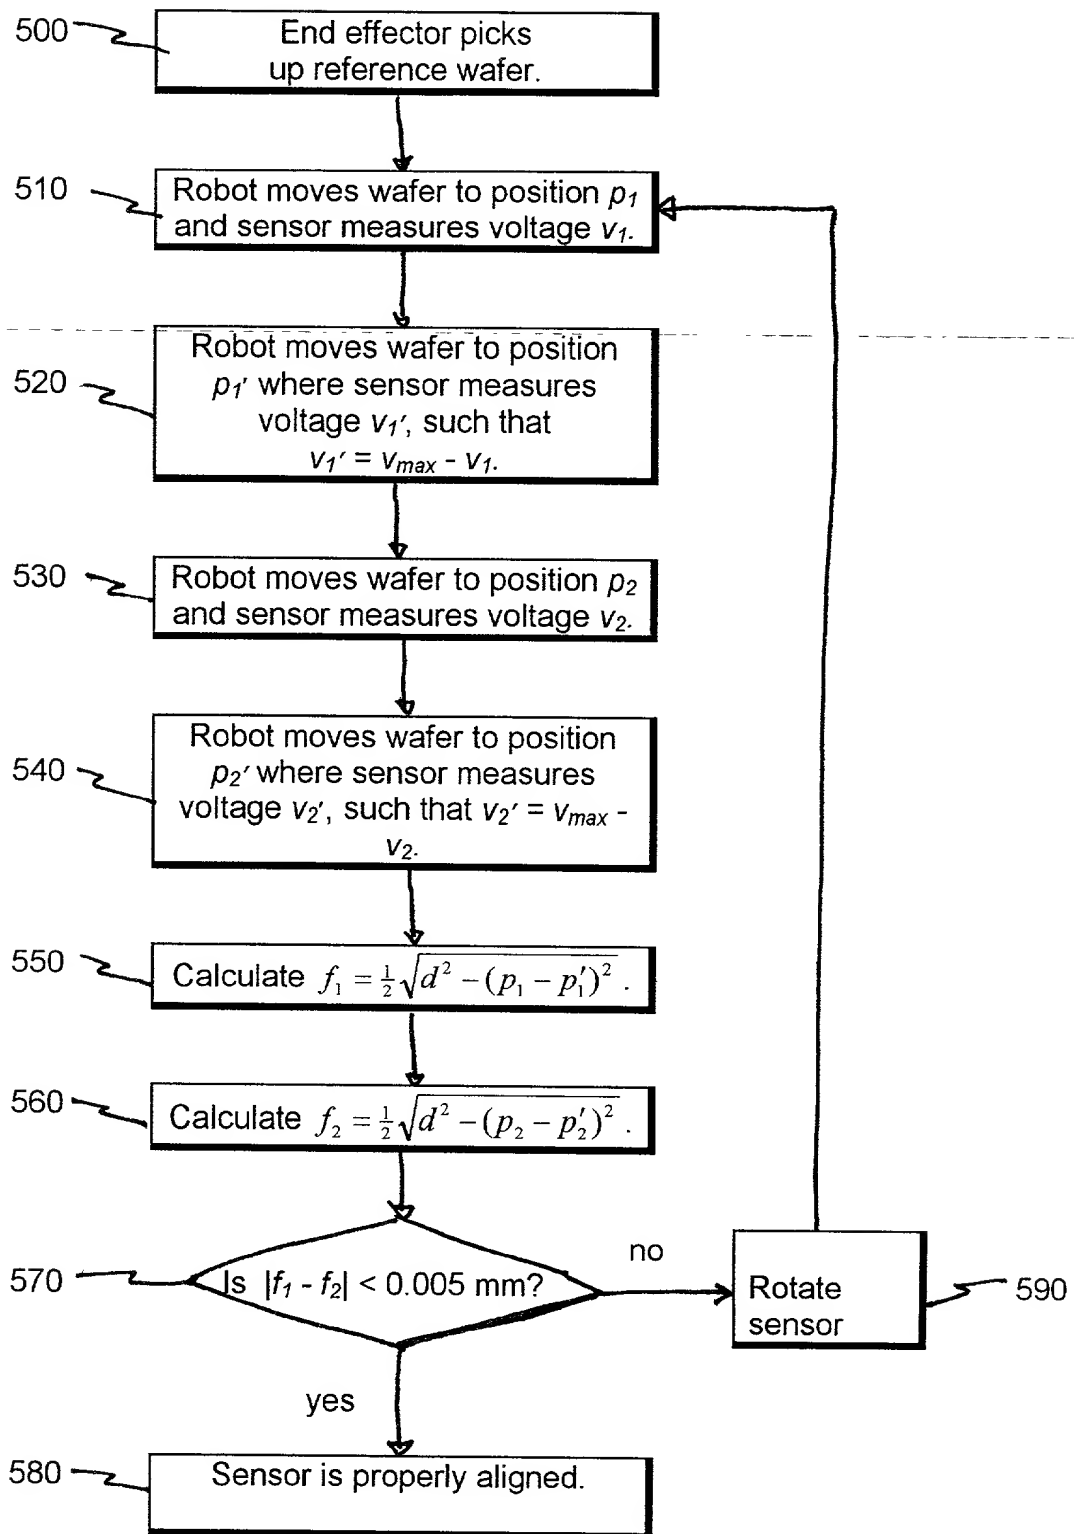 500
End effector picks
up reference wafer.
510
Robot moves wafer to position p₁
and sensor measures voltage v₁.
520
Robot moves wafer to position
p₁′ where sensor measures
voltage v₁′, such that
v₁′ = vₘₐₓ - v₁.
530
Robot moves wafer to position p₂
and sensor measures voltage v₂.
540
Robot moves wafer to position
p₂′ where sensor measures
voltage v₂′, such that v₂′ = vₘₐₓ -
v₂.
550
Calculate f₁ = ½√(d² − (p₁ − p₁′)²) .
560
Calculate f₂ = ½√(d² − (p₂ − p₂′)²) .
570
Is |f₁ - f₂| < 0.005 mm?
no
Rotate
sensor
590
yes
580
Sensor is properly aligned.